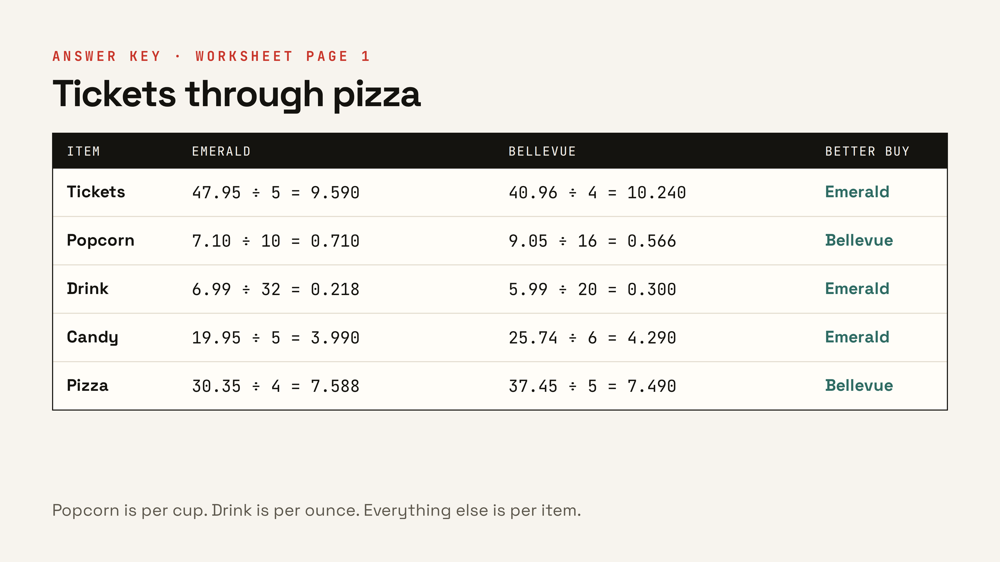 ANSWER KEY · WORKSHEET PAGE 1
Tickets through pizza
ITEM EMERALD BELLEVUE BETTER BUY
Tickets 47.95 ÷ 5 = 9.590 40.96 ÷ 4 = 10.240 Emerald
Popcorn 7.10 ÷ 10 = 0.710 9.05 ÷ 16 = 0.566 Bellevue
Drink 6.99 ÷ 32 = 0.218 5.99 ÷ 20 = 0.300 Emerald
Candy 19.95 ÷ 5 = 3.990 25.74 ÷ 6 = 4.290 Emerald
Pizza 30.35 ÷ 4 = 7.588 37.45 ÷ 5 = 7.490 Bellevue
Popcorn is per cup. Drink is per ounce. Everything else is per item.